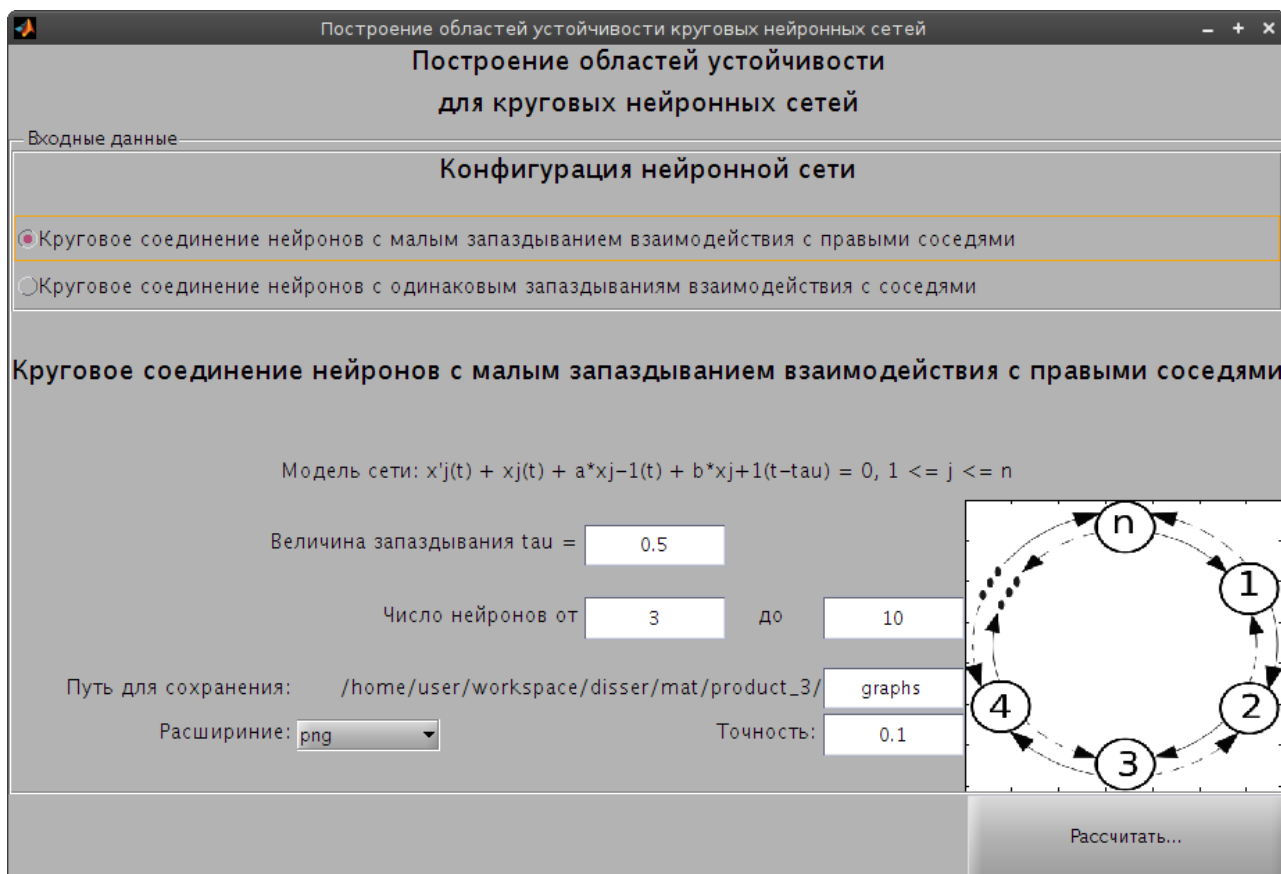 Построение областей устойчивости круговых нейронных сетей
Построение областей устойчивости
для круговых нейронных сетей
Входные данные
Конфигурация нейронной сети
Круговое соединение нейронов с малым запаздыванием взаимодействия с правыми соседями
Круговое соединение нейронов с одинаковым запаздываниям взаимодействия с соседями
Круговое соединение нейронов с малым запаздыванием взаимодействия с правыми соседями
Модель сети: x'j(t) + xj(t) + a*xj-1(t) + b*xj+1(t-tau) = 0, 1 <= j <= n
Величина запаздывания tau = 0.5
Число нейронов от 3 до 10
Путь для сохранения: /home/user/workspace/disser/mat/product_3/ graphs
Расшириние: png Точность: 0.1
n
1
2
3
4
Рассчитать...